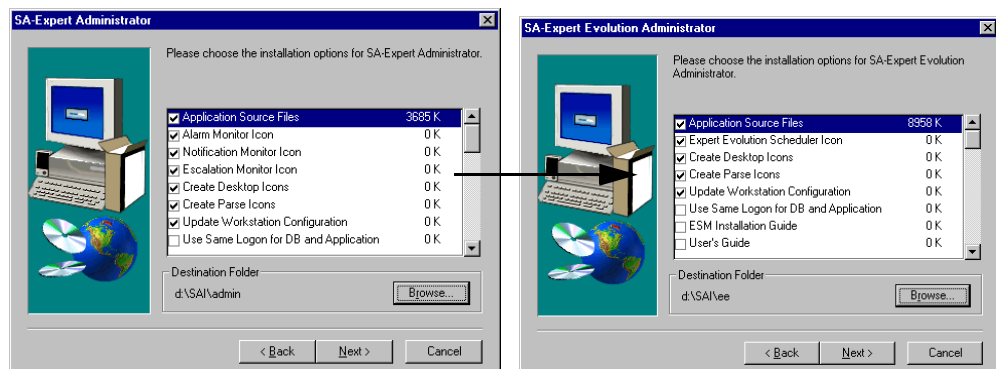 SA-Expert Administrator
Please choose the installation options for SA-Expert Administrator.
Application Source Files 3685 K
Alarm Monitor Icon 0 K
Notification Monitor Icon 0 K
Escalation Monitor Icon 0 K
Create Desktop Icons 0 K
Create Parse Icons 0 K
Update Workstation Configuration 0 K
Use Same Logon for DB and Application 0 K
Destination Folder
d:\SAI\admin
Browse...
< Back
Next >
Cancel
SA-Expert Evolution Administrator
Please choose the installation options for SA-Expert Evolution
Administrator.
Application Source Files 8958 K
Expert Evolution Scheduler Icon 0 K
Create Desktop Icons 0 K
Create Parse Icons 0 K
Update Workstation Configuration 0 K
Use Same Logon for DB and Application 0 K
ESM Installation Guide 0 K
User's Guide 0 K
Destination Folder
d:\SAI\ee
Browse...
< Back
Next >
Cancel